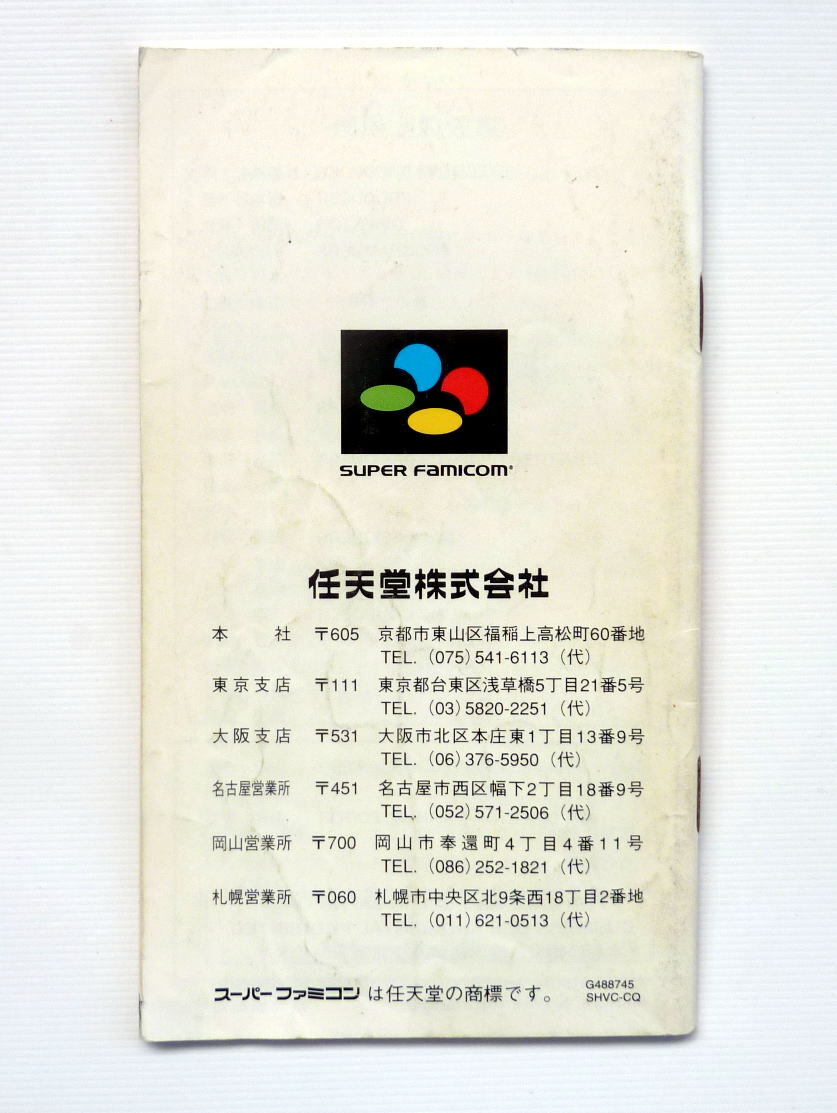 SUPER FAMICOM®
任天堂株式会社
本　　社　〒605　京都市東山区福稲上高松町60番地
TEL. (075) 541-6113 (代)
東京支店　〒111　東京都台東区浅草橋5丁目21番5号
TEL. (03) 5820-2251 (代)
大阪支店　〒531　大阪市北区本庄東1丁目13番9号
TEL. (06) 376-5950 (代)
名古屋営業所　〒451　名古屋市西区幅下2丁目18番9号
TEL. (052) 571-2506 (代)
岡山営業所　〒700　岡山市奉還町4丁目4番11号
TEL. (086) 252-1821 (代)
札幌営業所　〒060　札幌市中央区北9条西18丁目2番地
TEL. (011) 621-0513 (代)
スーパーファミコン は任天堂の商標です。
G488745
SHVC-CQ